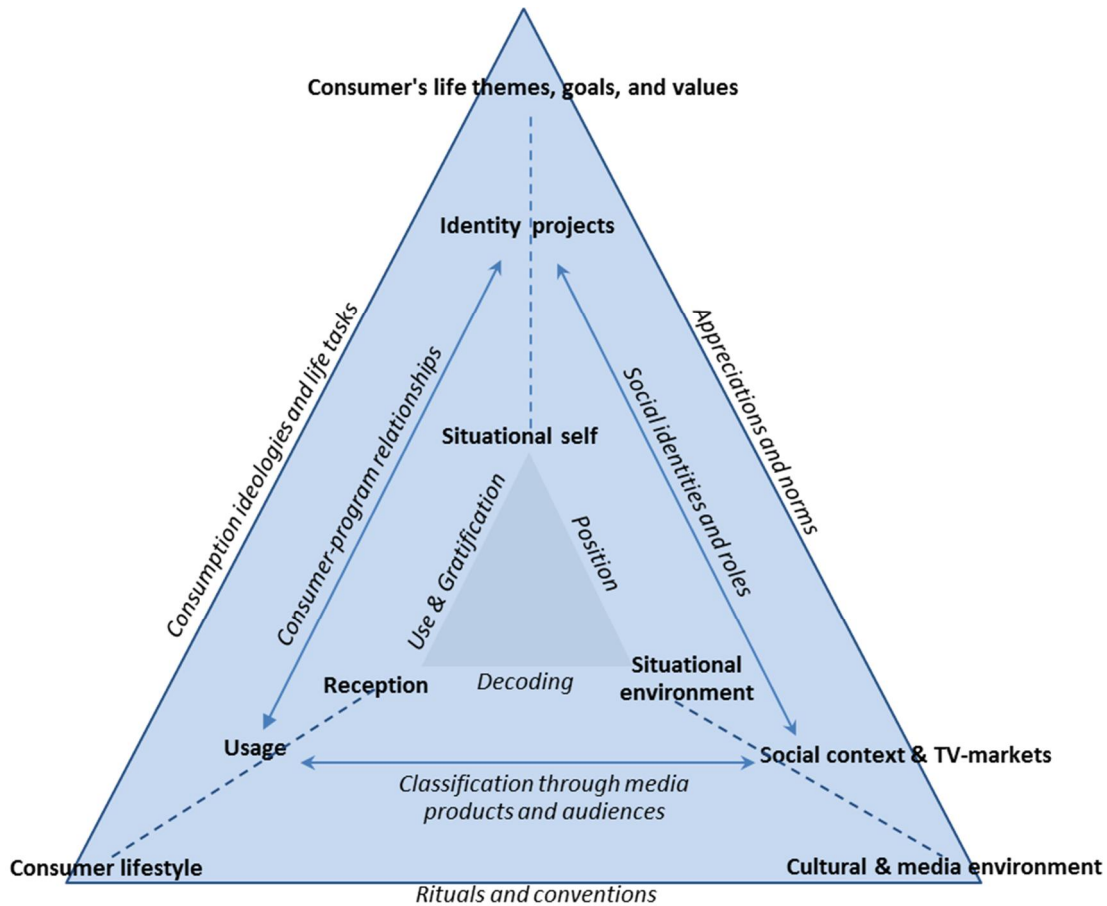 Consumer's life themes, goals, and values
Identity projects
Consumption ideologies and life tasks
Appreciations and norms
Consumer-program relationships
Social identities and roles
Situational self
Use & Gratification
Position
Reception
Decoding
Situational
environment
Usage
Social context & TV-markets
Classification through media
products and audiences
Consumer lifestyle
Cultural & media environment
Rituals and conventions